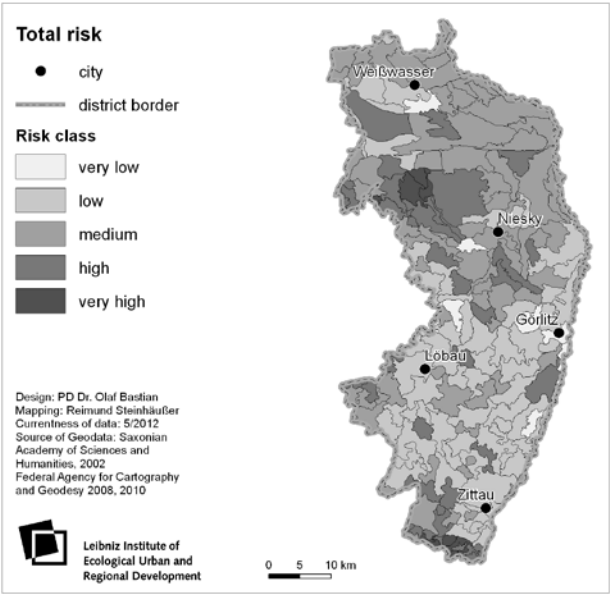 Total risk
city
district border
Risk class
very low
low
medium
high
very high
Design: PD Dr. Olaf Bastian
Mapping: Reimund Steinhäußer
Currentness of data: 5/2012
Source of Geodata: Saxonian
Academy of Sciences and
Humanities, 2002
Federal Agency for Cartography
and Geodesy 2008, 2010
Leibniz Institute of
Ecological Urban and
Regional Development
0 5 10 km
Weißwasser
Niesky
Görlitz
Löbau
Zittau